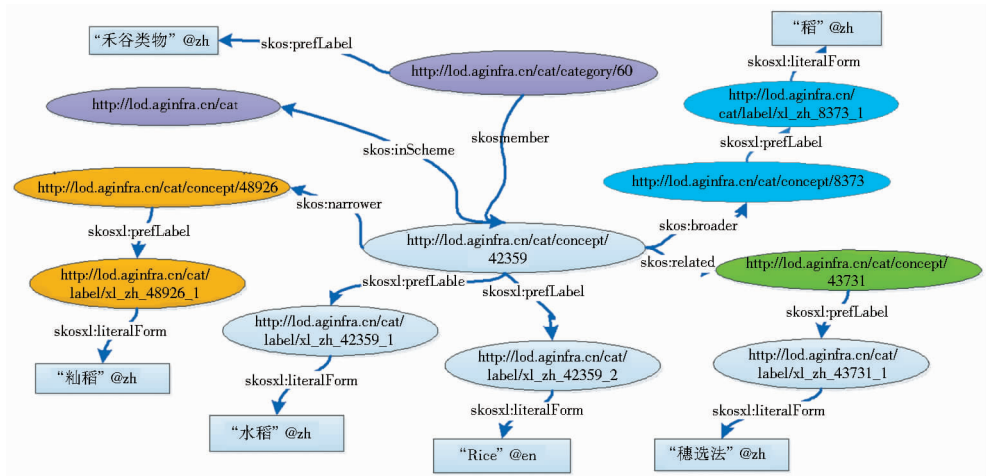 “禾谷类物”@zh
skos:prefLabel
http://lod.aginfra.cn/cat/category/60
“稻”@zh
skosxl:literalForm
http://lod.aginfra.cn/
cat/label/xl_zh_8373_1
http://lod.aginfra.cn/cat
skos:inScheme
skosmember
skosxl:prefLabel
http://lod.aginfra.cn/cat/concept/8373
http://lod.aginfra.cn/cat/concept/48926
skos:narrower
skos:broader
skosxl:prefLabel
http://lod.aginfra.cn/cat/concept/
42359
skos:related
http://lod.aginfra.cn/cat/concept/
43731
http://lod.aginfra.cn/cat/
label/xl_zh_48926_1
skosxl:prefLable
skosxl:prefLabel
skosxl:prefLabel
skosxl:literalForm
http://lod.aginfra.cn/cat/
label/xl_zh_42359_1
http://lod.aginfra.cn/cat/
label/xl_zh_42359_2
http://lod.aginfra.cn/cat/
label/xl_zh_43731_1
“籼稻”@zh
skosxl:literalForm
skosxl:literalForm
skosxl:literalForm
“水稻”@zh
“Rice”@en
“穗选法”@zh